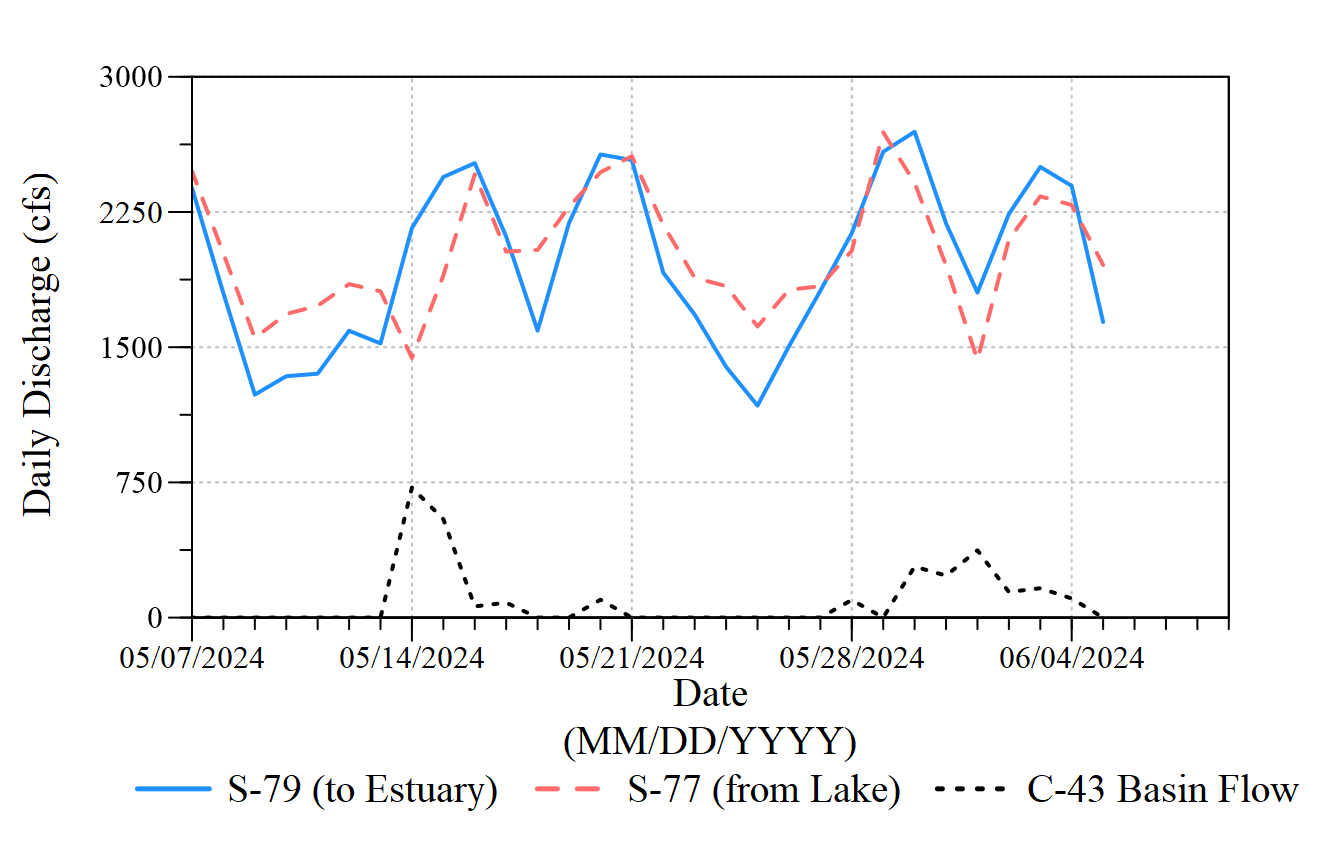 3000
2250
1500
750
0
Daily Discharge (cfs)
05/07/2024 05/14/2024 05/21/2024 05/28/2024 06/04/2024
Date
(MM/DD/YYYY)
S-79 (to Estuary) S-77 (from Lake) C-43 Basin Flow